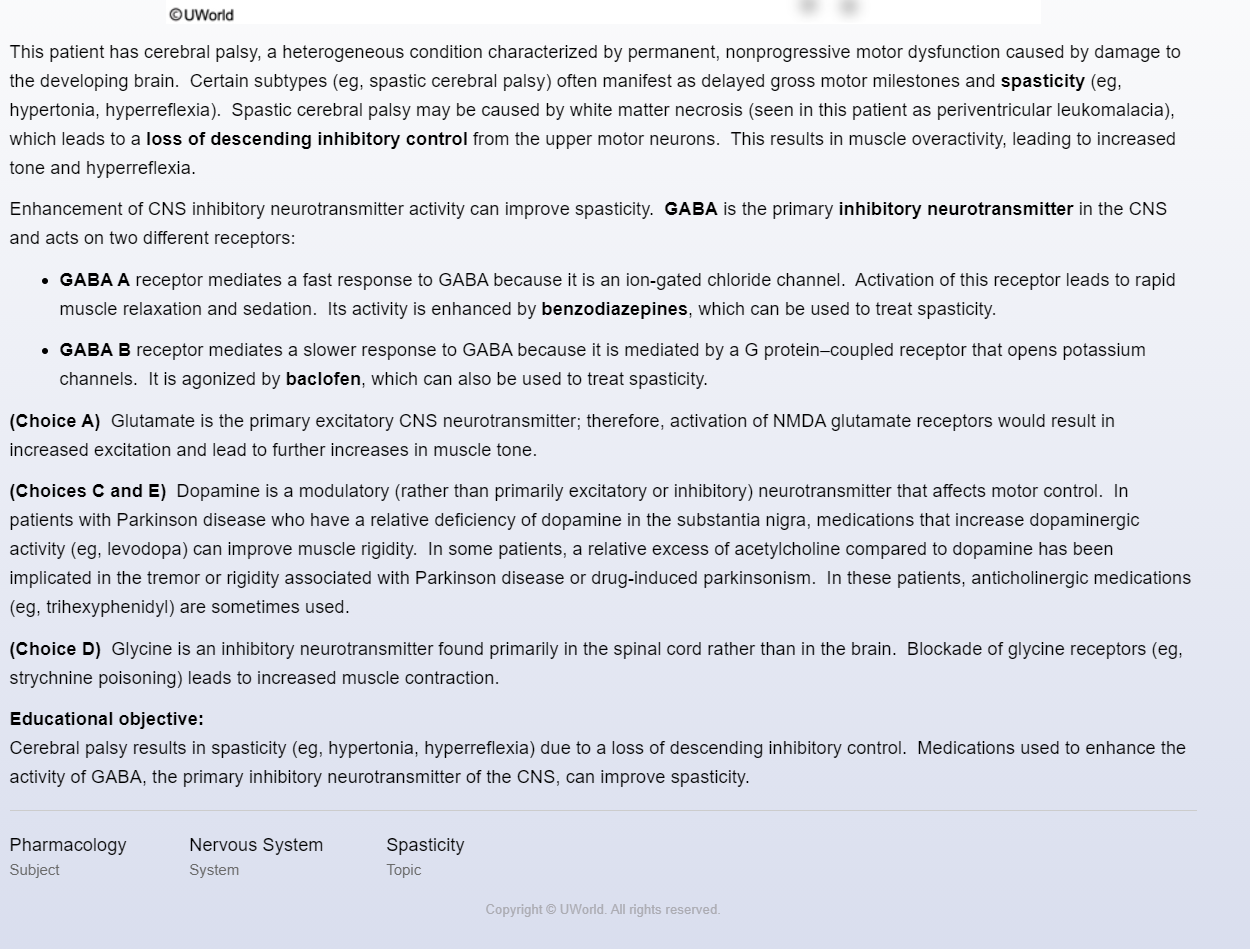 ©UWorld
This patient has cerebral palsy, a heterogeneous condition characterized by permanent, nonprogressive motor dysfunction caused by damage to
the developing brain.  Certain subtypes (eg, spastic cerebral palsy) often manifest as delayed gross motor milestones and spasticity (eg,
hypertonia, hyperreflexia).  Spastic cerebral palsy may be caused by white matter necrosis (seen in this patient as periventricular leukomalacia),
which leads to a loss of descending inhibitory control from the upper motor neurons.  This results in muscle overactivity, leading to increased
tone and hyperreflexia.
Enhancement of CNS inhibitory neurotransmitter activity can improve spasticity.  GABA is the primary inhibitory neurotransmitter in the CNS
and acts on two different receptors:
• GABA A receptor mediates a fast response to GABA because it is an ion-gated chloride channel.  Activation of this receptor leads to rapid
muscle relaxation and sedation.  Its activity is enhanced by benzodiazepines, which can be used to treat spasticity.
• GABA B receptor mediates a slower response to GABA because it is mediated by a G protein–coupled receptor that opens potassium
channels.  It is agonized by baclofen, which can also be used to treat spasticity.
(Choice A)  Glutamate is the primary excitatory CNS neurotransmitter; therefore, activation of NMDA glutamate receptors would result in
increased excitation and lead to further increases in muscle tone.
(Choices C and E)  Dopamine is a modulatory (rather than primarily excitatory or inhibitory) neurotransmitter that affects motor control.  In
patients with Parkinson disease who have a relative deficiency of dopamine in the substantia nigra, medications that increase dopaminergic
activity (eg, levodopa) can improve muscle rigidity.  In some patients, a relative excess of acetylcholine compared to dopamine has been
implicated in the tremor or rigidity associated with Parkinson disease or drug-induced parkinsonism.  In these patients, anticholinergic medications
(eg, trihexyphenidyl) are sometimes used.
(Choice D)  Glycine is an inhibitory neurotransmitter found primarily in the spinal cord rather than in the brain.  Blockade of glycine receptors (eg,
strychnine poisoning) leads to increased muscle contraction.
Educational objective:
Cerebral palsy results in spasticity (eg, hypertonia, hyperreflexia) due to a loss of descending inhibitory control.  Medications used to enhance the
activity of GABA, the primary inhibitory neurotransmitter of the CNS, can improve spasticity.
Pharmacology Nervous System Spasticity
Subject System Topic
Copyright © UWorld. All rights reserved.